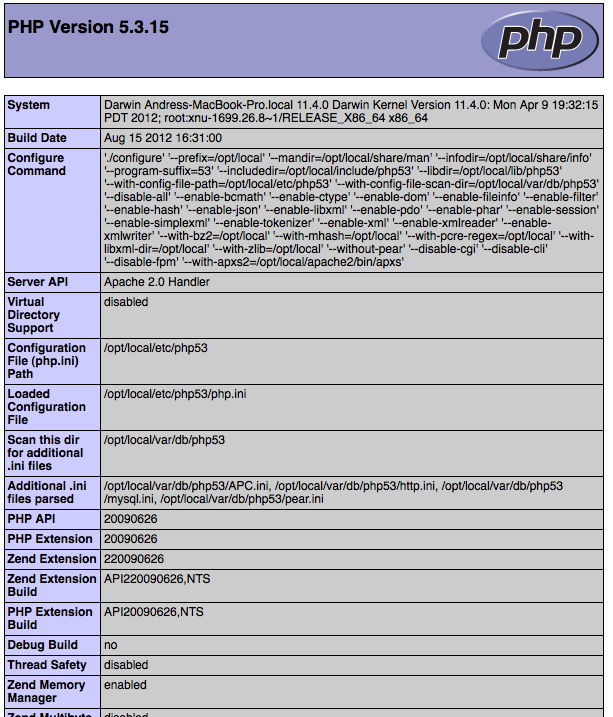 PHP Version 5.3.15
php
System
Darwin Andress-MacBook-Pro.local 11.4.0 Darwin Kernel Version 11.4.0: Mon Apr 9 19:32:15
PDT 2012; root:xnu-1699.26.8~1/RELEASE_X86_64 x86_64
Build Date
Aug 15 2012 16:31:00
Configure
Command
'./configure' '--prefix=/opt/local' '--mandir=/opt/local/share/man' '--infodir=/opt/local/share/info'
'--program-suffix=53' '--includedir=/opt/local/include/php53' '--libdir=/opt/local/lib/php53'
'--with-config-file-path=/opt/local/etc/php53' '--with-config-file-scan-dir=/opt/local/var/db/php53'
'--disable-all' '--enable-bcmath' '--enable-ctype' '--enable-dom' '--enable-fileinfo' '--enable-filter'
'--enable-hash' '--enable-json' '--enable-libxml' '--enable-pdo' '--enable-phar' '--enable-session'
'--enable-simplexml' '--enable-tokenizer' '--enable-xml' '--enable-xmlreader' '--enable-
xmlwriter' '--with-bz2=/opt/local' '--with-mhash=/opt/local' '--with-pcre-regex=/opt/local' '--with-
libxml-dir=/opt/local' '--with-zlib=/opt/local' '--without-pear' '--disable-cgi' '--disable-cli'
'--disable-fpm' '--with-apxs2=/opt/local/apache2/bin/apxs'
Server API
Apache 2.0 Handler
Virtual
Directory
Support
disabled
Configuration
File (php.ini)
Path
/opt/local/etc/php53
Loaded
Configuration
File
/opt/local/etc/php53/php.ini
Scan this dir
for additional
.ini files
/opt/local/var/db/php53
Additional .ini
files parsed
/opt/local/var/db/php53/APC.ini, /opt/local/var/db/php53/http.ini, /opt/local/var/db/php53
/mysql.ini, /opt/local/var/db/php53/pear.ini
PHP API
20090626
PHP Extension
20090626
Zend Extension
220090626
Zend Extension
Build
API220090626,NTS
PHP Extension
Build
API20090626,NTS
Debug Build
no
Thread Safety
disabled
Zend Memory
Manager
enabled
Zend Multibyte
disabled